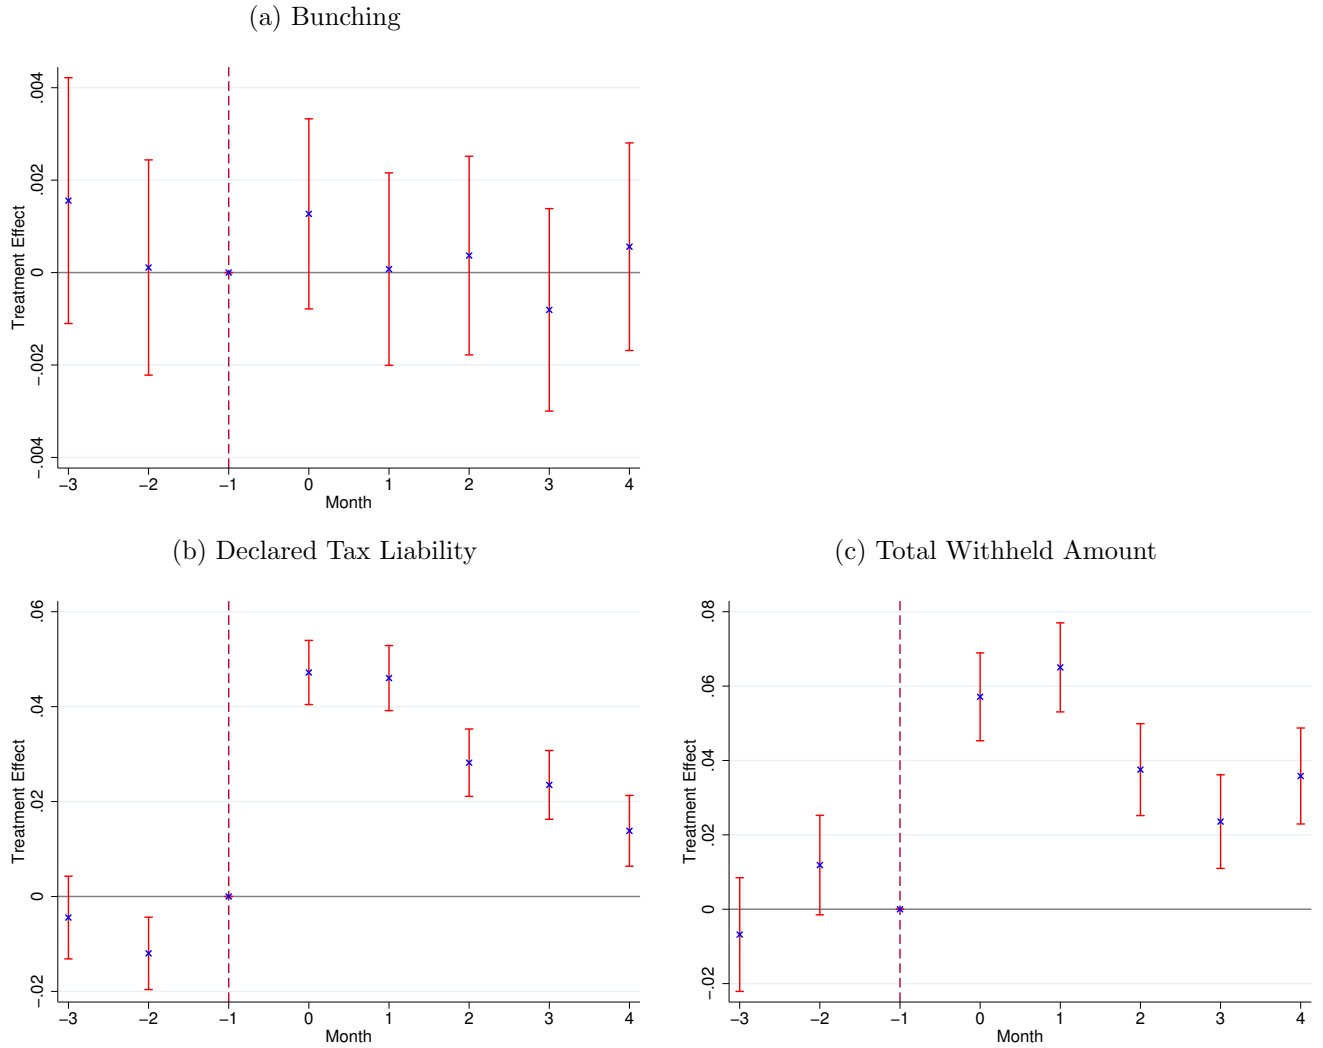 (a) Bunching
Treatment Effect
.004
.002
0
-.002
-.004
-3 -2 -1 0 1 2 3 4
Month
(b) Declared Tax Liability
Treatment Effect
.06
.04
.02
0
-.02
-3 -2 -1 0 1 2 3 4
Month
(c) Total Withheld Amount
Treatment Effect
.08
.06
.04
.02
0
-.02
-3 -2 -1 0 1 2 3 4
Month